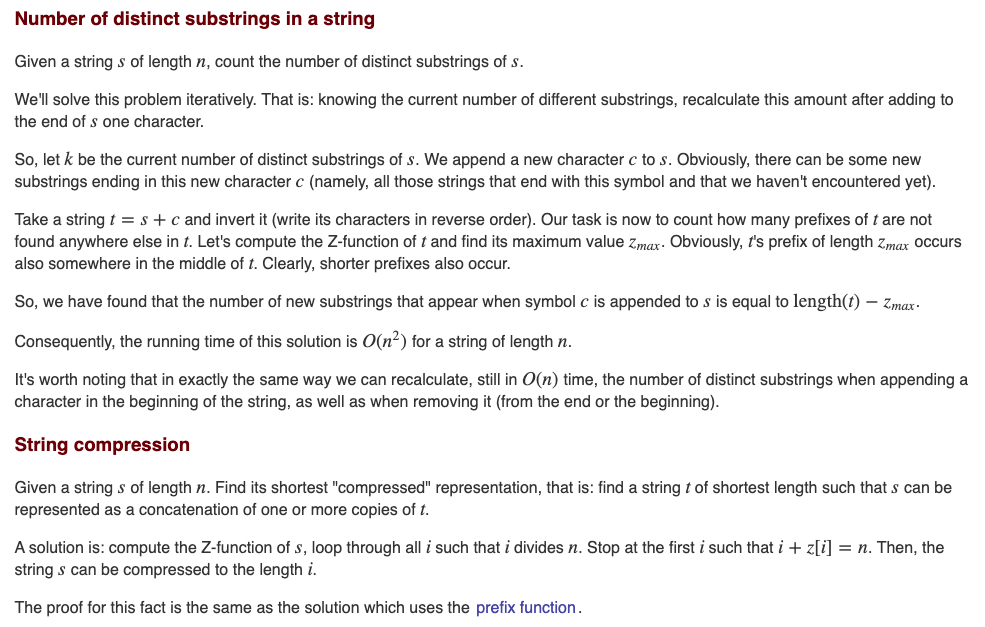 Number of distinct substrings in a string
Given a string s of length n, count the number of distinct substrings of s.
We'll solve this problem iteratively. That is: knowing the current number of different substrings, recalculate this amount after adding to
the end of s one character.
So, let k be the current number of distinct substrings of s. We append a new character c to s. Obviously, there can be some new
substrings ending in this new character c (namely, all those strings that end with this symbol and that we haven't encountered yet).
Take a string t = s + c and invert it (write its characters in reverse order). Our task is now to count how many prefixes of t are not
found anywhere else in t. Let's compute the Z-function of t and find its maximum value zₘₐₓ. Obviously, t's prefix of length zₘₐₓ occurs
also somewhere in the middle of t. Clearly, shorter prefixes also occur.
So, we have found that the number of new substrings that appear when symbol c is appended to s is equal to length(t) − zₘₐₓ.
Consequently, the running time of this solution is O(n²) for a string of length n.
It's worth noting that in exactly the same way we can recalculate, still in O(n) time, the number of distinct substrings when appending a
character in the beginning of the string, as well as when removing it (from the end or the beginning).
String compression
Given a string s of length n. Find its shortest "compressed" representation, that is: find a string t of shortest length such that s can be
represented as a concatenation of one or more copies of t.
A solution is: compute the Z-function of s, loop through all i such that i divides n. Stop at the first i such that i + z[i] = n. Then, the
string s can be compressed to the length i.
The proof for this fact is the same as the solution which uses the prefix function.